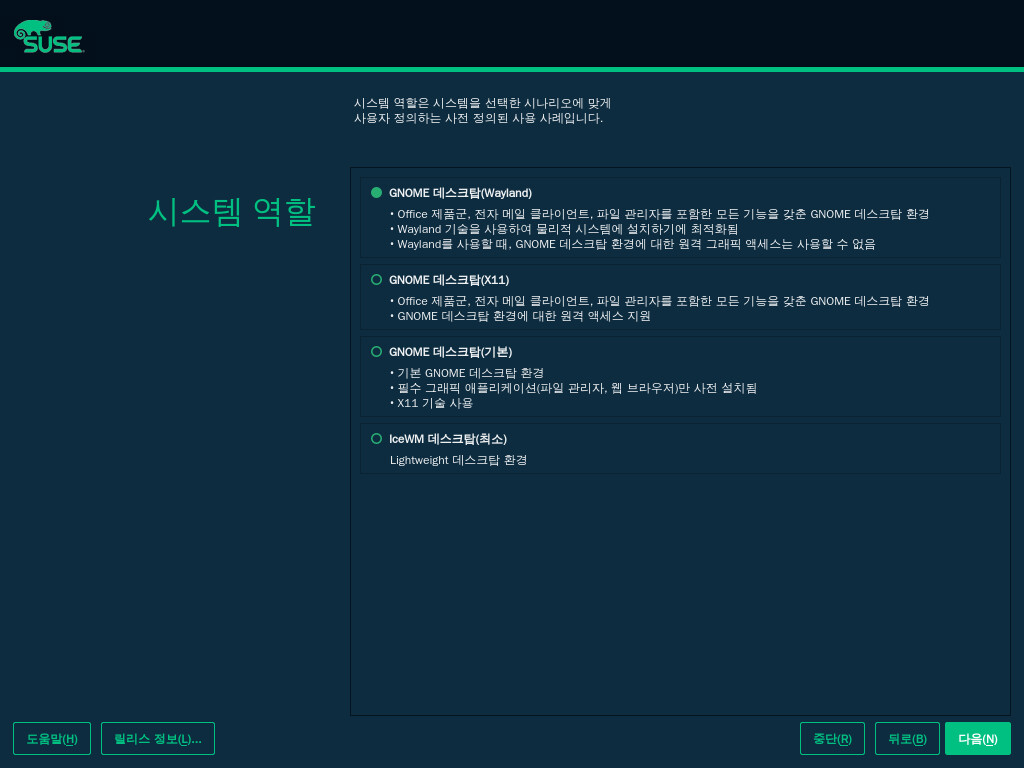 SUSE
시스템 역할은 시스템을 선택한 시나리오에 맞게
사용자 정의하는 사전 정의된 사용 사례입니다.
시스템 역할
GNOME 데스크탑(Wayland)
• Office 제품군, 전자 메일 클라이언트, 파일 관리자를 포함한 모든 기능을 갖춘 GNOME 데스크탑 환경
• Wayland 기술을 사용하여 물리적 시스템에 설치하기에 최적화됨
• Wayland를 사용할 때, GNOME 데스크탑 환경에 대한 원격 그래픽 액세스는 사용할 수 없음
GNOME 데스크탑(X11)
• Office 제품군, 전자 메일 클라이언트, 파일 관리자를 포함한 모든 기능을 갖춘 GNOME 데스크탑 환경
• GNOME 데스크탑 환경에 대한 원격 액세스 지원
GNOME 데스크탑(기본)
• 기본 GNOME 데스크탑 환경
• 필수 그래픽 애플리케이션(파일 관리자, 웹 브라우저)만 사전 설치됨
• X11 기술 사용
IceWM 데스크탑(최소)
Lightweight 데스크탑 환경
도움말(H)
릴리스 정보(L)...
중단(R)
뒤로(B)
다음(N)